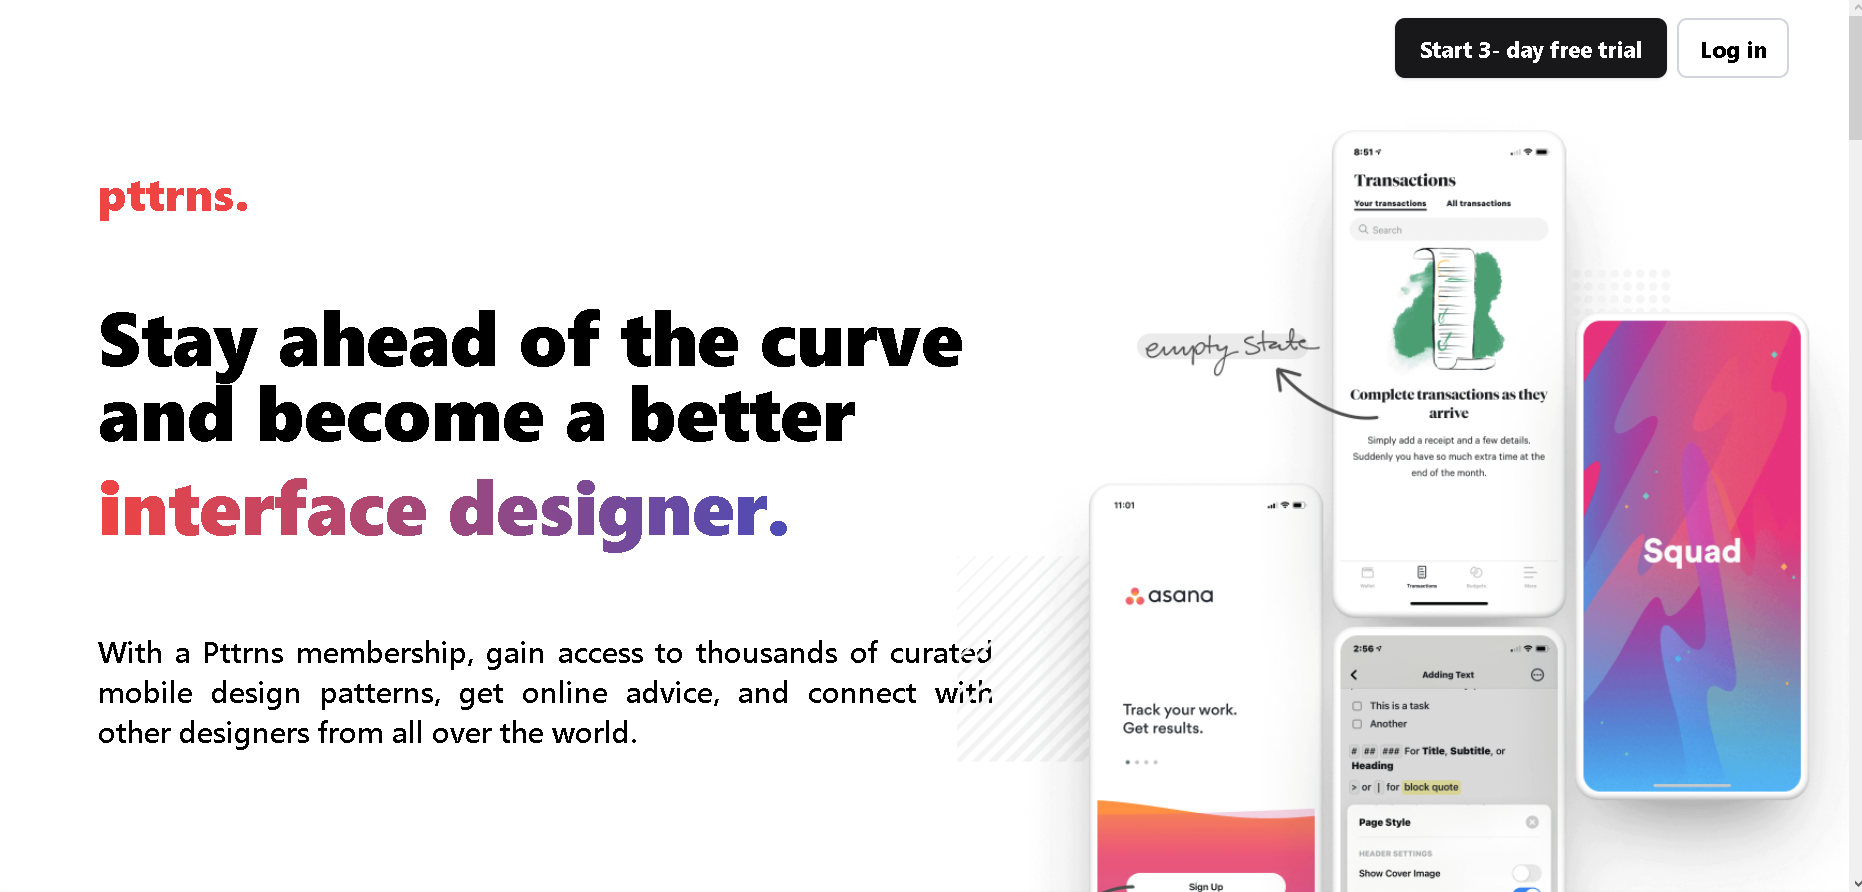 Start 3- day free trial
Log in
pttrns.
Stay ahead of the curve
and become a better
interface designer.
With a Pttrns membership, gain access to thousands of curated
mobile design patterns, get online advice, and connect with
other designers from all over the world.
8:51
Transactions
Your transactions All transactions
Search
empty state
Complete transactions as they
arrive
Simply add a receipt and a few details.
Suddenly you have so much extra time at the
end of the month.
Wallet Transactions Budgets More
11:01
asana
Track your work.
Get results.
Sign Up
2:56
Adding Text
This is a task
Another
# ## ### For Title, Subtitle, or
Heading
> or | for block quote
Page Style
HEADER SETTINGS
Show Cover Image
Squad